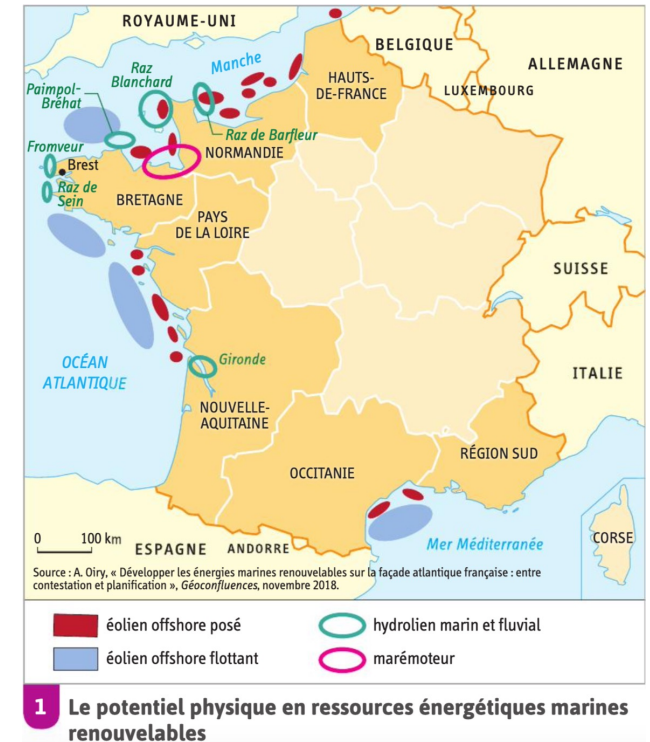 ROYAUME-UNI
BELGIQUE
ALLEMAGNE
LUXEMBOURG
Manche
Raz
Blanchard
Paimpol-
Bréhat
HAUTS-
DE-FRANCE
Raz de Barfleur
Fromveur
NORMANDIE
Brest
Raz de
Sein
BRETAGNE
PAYS
DE LA LOIRE
SUISSE
OCÉAN
ATLANTIQUE
Gironde
ITALIE
NOUVELLE-
AQUITAINE
OCCITANIE
RÉGION SUD
0 100 km
ESPAGNE
ANDORRE
Mer Méditerranée
CORSE
Source : A. Oiry, « Développer les énergies marines renouvelables sur la façade atlantique française : entre
contestation et planification », Géoconfluences, novembre 2018.
éolien offshore posé
hydrolien marin et fluvial
éolien offshore flottant
marémoteur
1 Le potentiel physique en ressources énergétiques marines
renouvelables